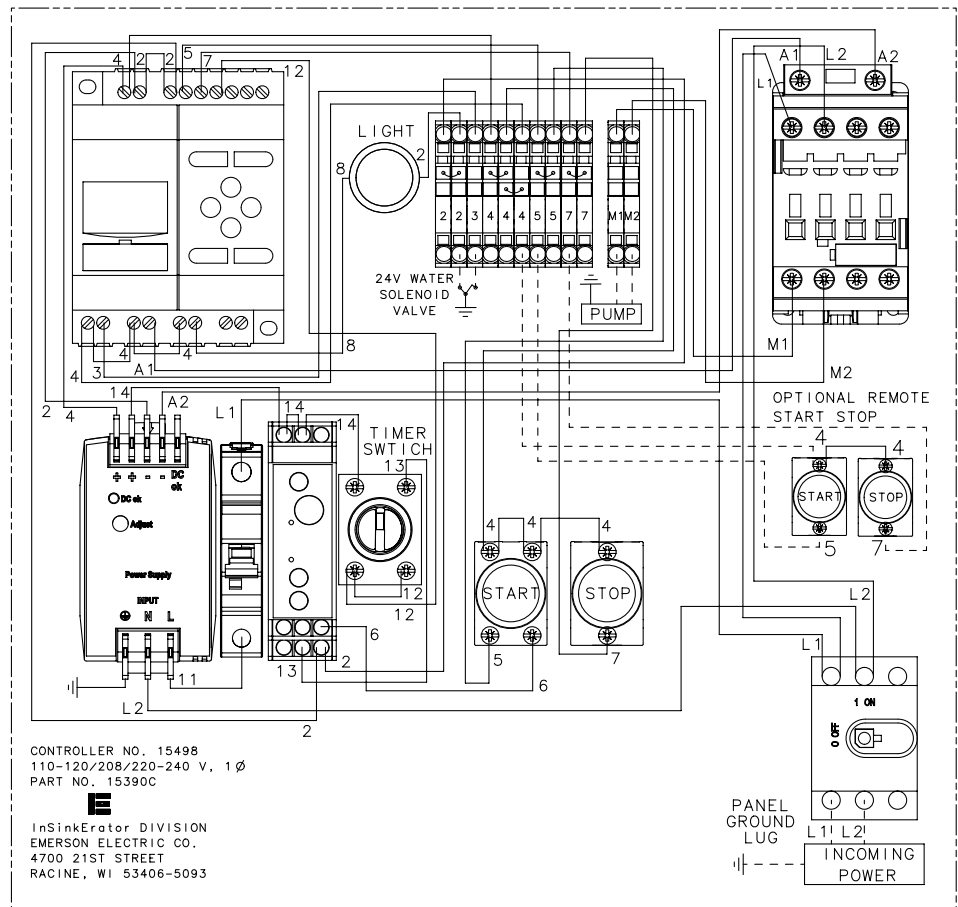 4 2 2 5 7 12
A1 L2 A2
L1
LIGHT
8 2
2 2 3 4 4 4 5 5 7 7 M1 M2
24V WATER
SOLENOID
VALVE
PUMP
4 3 4 A1 4 8
M1
M2
2 4 14 A2 L1 14 14
TIMER
SWTICH
13
+ + - - DC
ok
DC ok
Adjust
Power Supply
INPUT
N L
11
L2
12
12
6
13 2
2
OPTIONAL REMOTE
START STOP
4 4
START STOP
5 7
4 4 4
START STOP
5 6 7
L2
L1
1 ON
0 OFF
PANEL
GROUND
LUG
L1 L2
INCOMING
POWER
CONTROLLER NO. 15498
110-120/208/220-240 V, 1Ø
PART NO. 15390C
InSinkErator DIVISION
EMERSON ELECTRIC CO.
4700 21ST STREET
RACINE, WI 53406-5093